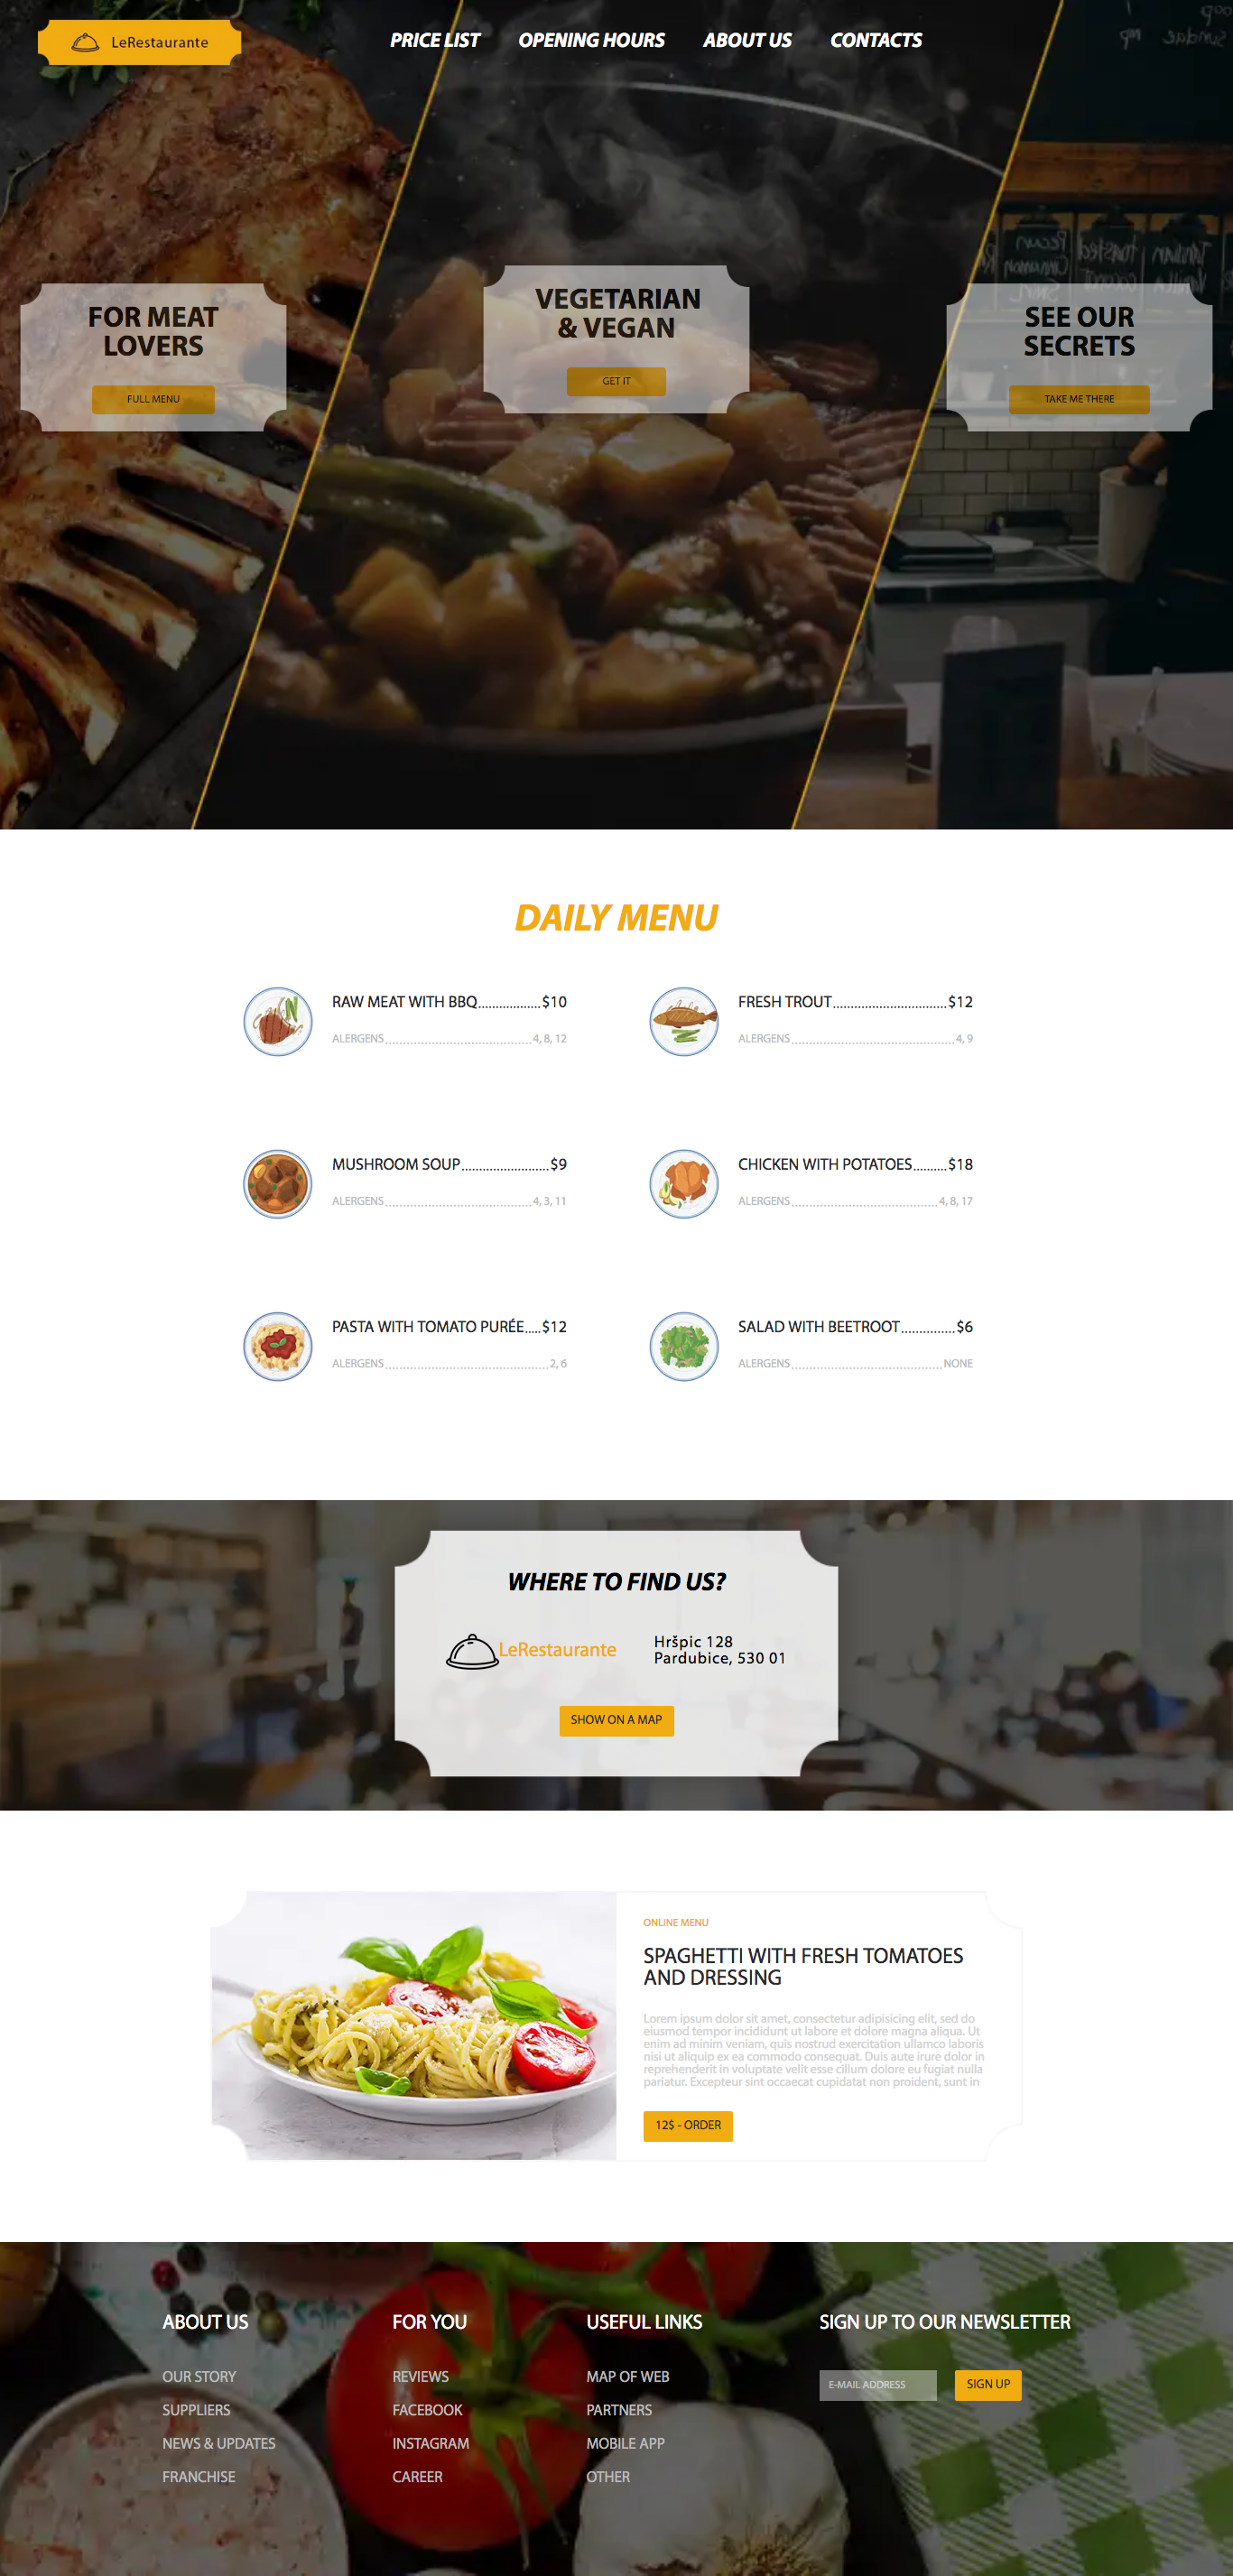 LeRestaurante
PRICE LIST
OPENING HOURS
ABOUT US
CONTACTS
FOR MEAT
LOVERS
FULL MENU
VEGETARIAN
& VEGAN
GET IT
SEE OUR
SECRETS
TAKE ME THERE
DAILY MENU
RAW MEAT WITH BBQ................$10
ALERGENS................4, 8, 12
FRESH TROUT................$12
ALERGENS................4, 9
MUSHROOM SOUP................$9
ALERGENS................4, 3, 11
CHICKEN WITH POTATOES.........$18
ALERGENS................4, 8, 17
PASTA WITH TOMATO PURÉE....$12
ALERGENS................2, 6
SALAD WITH BEETROOT..............$6
ALERGENS................NONE
WHERE TO FIND US?
LeRestaurante
Hršpic 128
Pardubice, 530 01
SHOW ON A MAP
ONLINE MENU
SPAGHETTI WITH FRESH TOMATOES
AND DRESSING
Lorem ipsum dolor sit amet, consectetur adipisicing elit, sed do
eiusmod tempor incididunt ut labore et dolore magna aliqua. Ut
enim ad minim veniam, quis nostrud exercitation ullamco laboris
nisi ut aliquip ex ea commodo consequat. Duis aute irure dolor in
reprehenderit in voluptate velit esse cillum dolore eu fugiat nulla
pariatur. Excepteur sint occaecat cupidatat non proident, sunt in
12$ - ORDER
ABOUT US
OUR STORY
SUPPLIERS
NEWS & UPDATES
FRANCHISE
FOR YOU
REVIEWS
FACEBOOK
INSTAGRAM
CAREER
USEFUL LINKS
MAP OF WEB
PARTNERS
MOBILE APP
OTHER
SIGN UP TO OUR NEWSLETTER
E-MAIL ADDRESS
SIGN UP